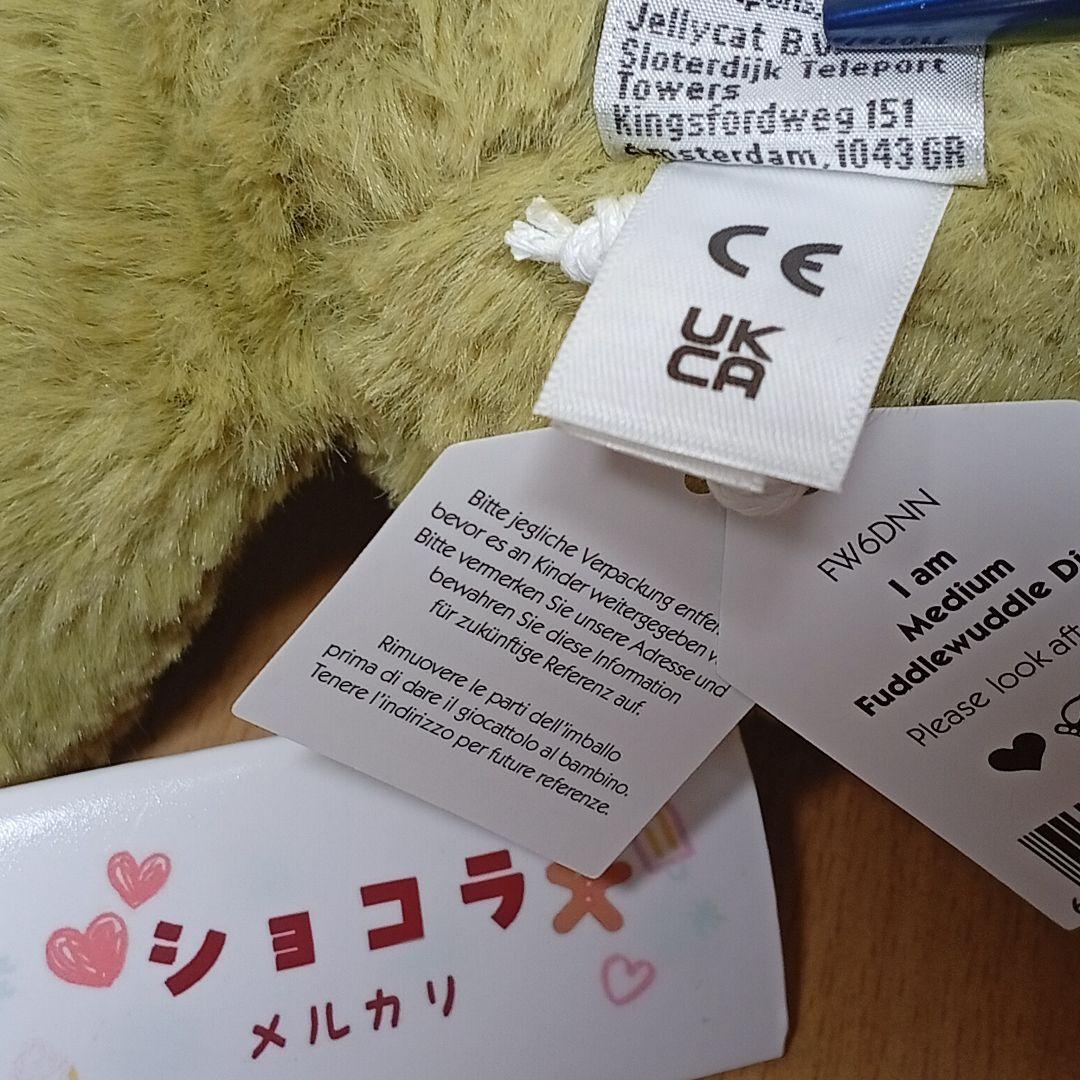 Jellycat B.V.
Sloterdijk Teleport
Towers
Kingsfordweg 151
Amsterdam, 1043 GR
CE
UK
CA
Bitte jegliche Verpackung
bevor es an Kinder weitergegeben
Bitte vermerken Sie unsere Adresse und
bewahren Sie diese Information
für zukünftige Referenz auf.
Rimuovere le parti dell'imballo
prima di dare il giocattolo al bambino.
Tenere l'indirizzo per future referenze.
FW6DNN
I am
Medium
Fuddlewuddle
Please look
ショコラ
メルカリ